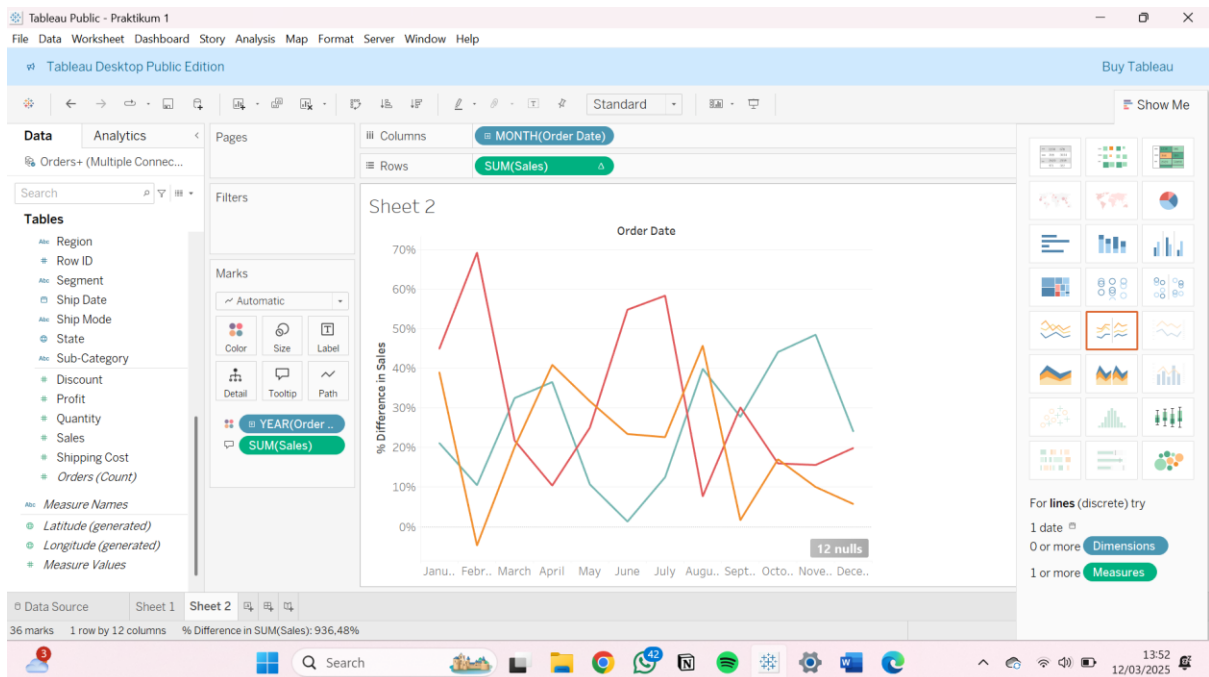 Tableau Public - Praktikum 1
File Data Worksheet Dashboard Story Analysis Map Format Server Window Help
Tableau Desktop Public Edition
Buy Tableau
Standard
Show Me
Data
Analytics
Orders+ (Multiple Connec...
Search
Tables
Abc Region
# Row ID
Abc Segment
Ship Date
Abc Ship Mode
State
Abc Sub-Category
# Discount
# Profit
# Quantity
# Sales
# Shipping Cost
# Orders (Count)
Abc Measure Names
Latitude (generated)
Longitude (generated)
# Measure Values
Pages
Filters
Marks
Automatic
Color Size Label
Detail Tooltip Path
YEAR(Order ..
SUM(Sales)
Columns
MONTH(Order Date)
Rows
SUM(Sales) Δ
Sheet 2
Order Date
70%
60%
50%
40%
30%
20%
10%
0%
% Difference in Sales
12 nulls
Janu.. Febr.. March April May June July Augu.. Sept.. Octo.. Nove.. Dece..
For lines (discrete) try
1 date
0 or more Dimensions
1 or more Measures
Data Source Sheet 1 Sheet 2
36 marks 1 row by 12 columns % Difference in SUM(Sales): 936,48%
3
Search
42
13:52
12/03/2025